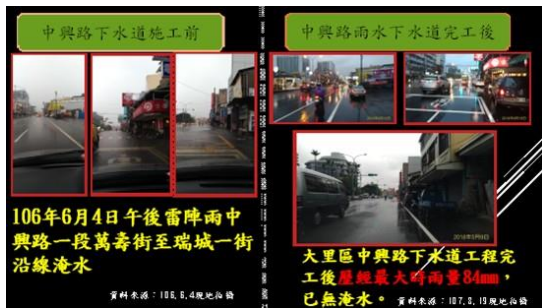 中興路下水道施工前
106年6月4日午後雷陣雨中
興路一段萬壽街至瑞城一街
沿線淹水
資料來源：106.6.4現地拍攝
中興路雨水下水道完工後
大里區中興路下水道工程完
工後歷經最大時雨量84mm，
已無淹水。
資料來源：107.8.19現地拍攝